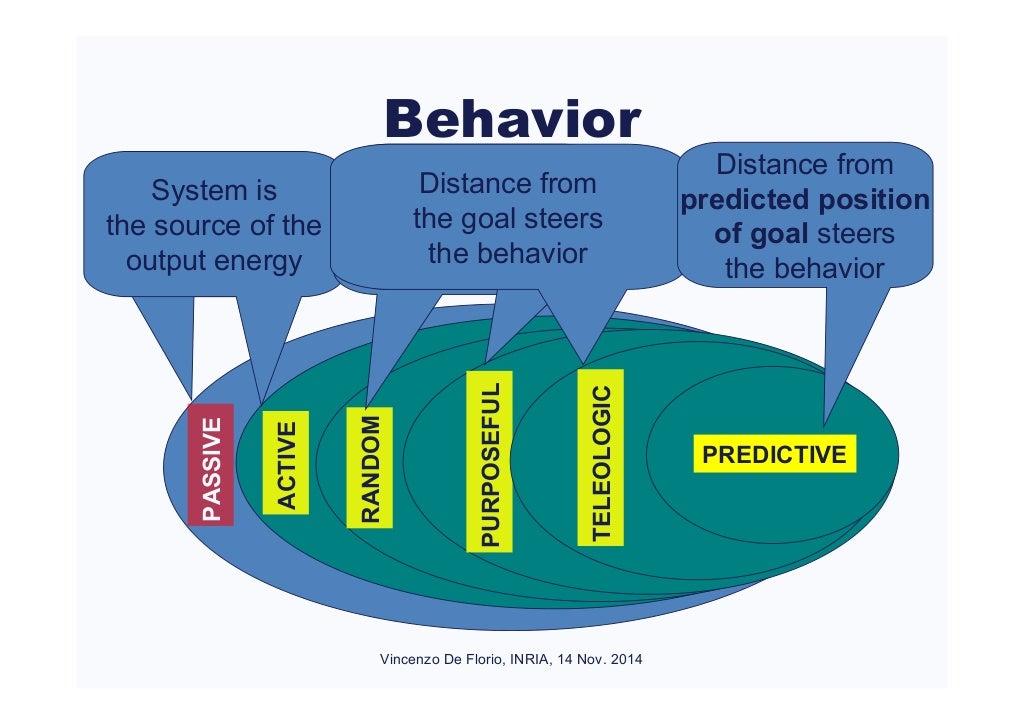 Behavior
System is
the source of the
output energy
Distance from
the goal steers
the behavior
Distance from
predicted position
of goal steers
the behavior
PASSIVE
ACTIVE
RANDOM
PURPOSEFUL
TELEOLOGIC
PREDICTIVE
Vincenzo De Florio, INRIA, 14 Nov. 2014